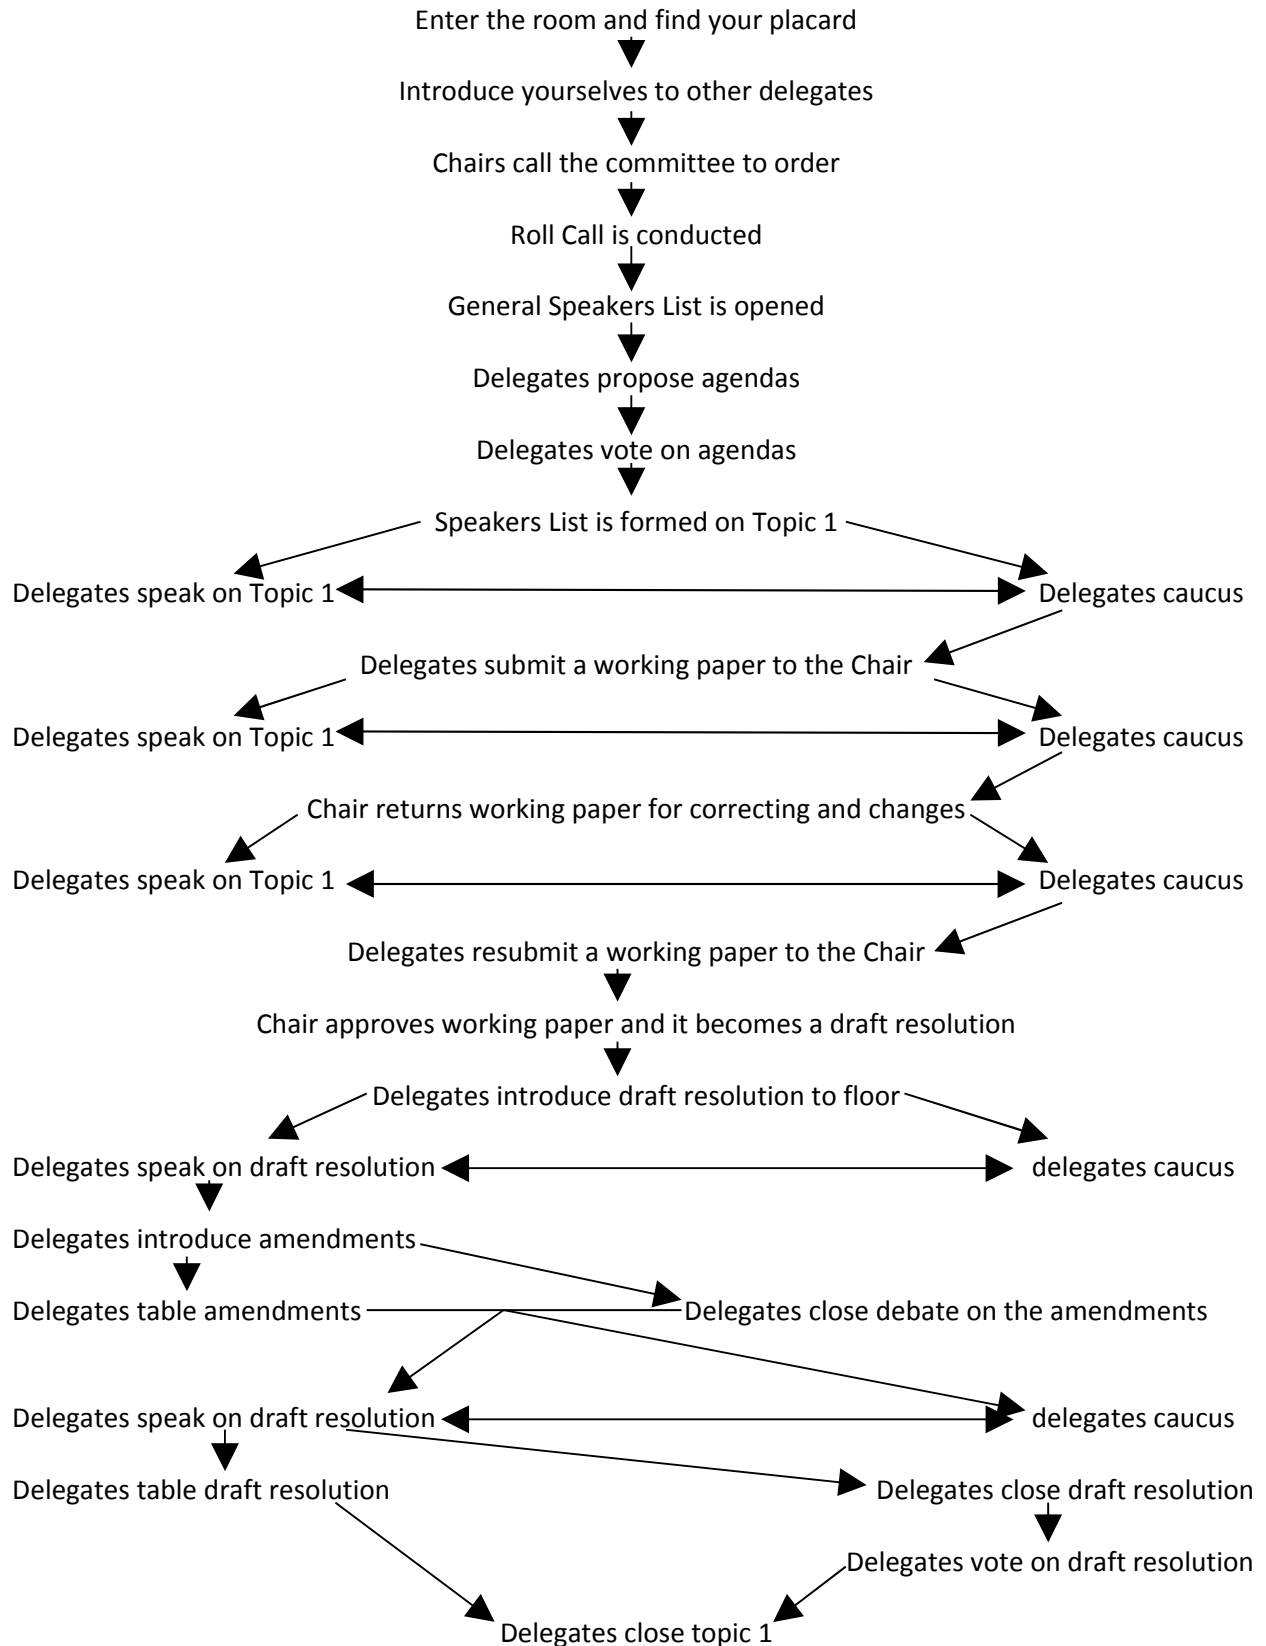 Enter the room and find your placard
Introduce yourselves to other delegates
Chairs call the committee to order
Roll Call is conducted
General Speakers List is opened
Delegates propose agendas
Delegates vote on agendas
Speakers List is formed on Topic 1
Delegates speak on Topic 1
Delegates caucus
Delegates submit a working paper to the Chair
Delegates speak on Topic 1
Delegates caucus
Chair returns working paper for correcting and changes
Delegates speak on Topic 1
Delegates caucus
Delegates resubmit a working paper to the Chair
Chair approves working paper and it becomes a draft resolution
Delegates introduce draft resolution to floor
Delegates speak on draft resolution
delegates caucus
Delegates introduce amendments
Delegates table amendments
Delegates close debate on the amendments
Delegates speak on draft resolution
delegates caucus
Delegates table draft resolution
Delegates close draft resolution
Delegates vote on draft resolution
Delegates close topic 1